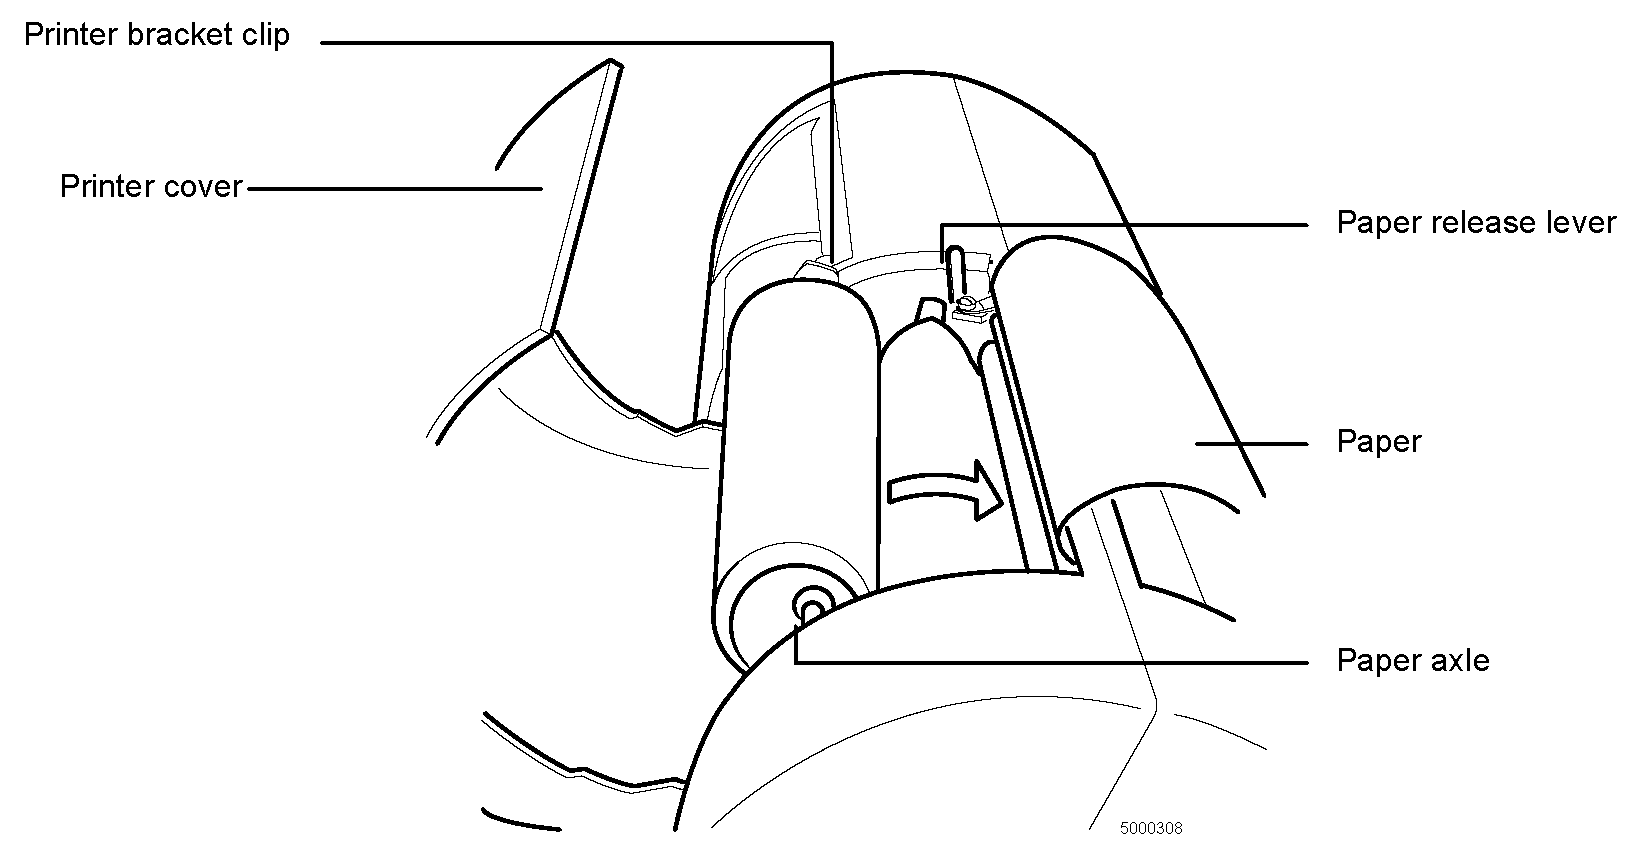 Printer bracket clip
Printer cover
Paper release lever
Paper
Paper axle
5000308